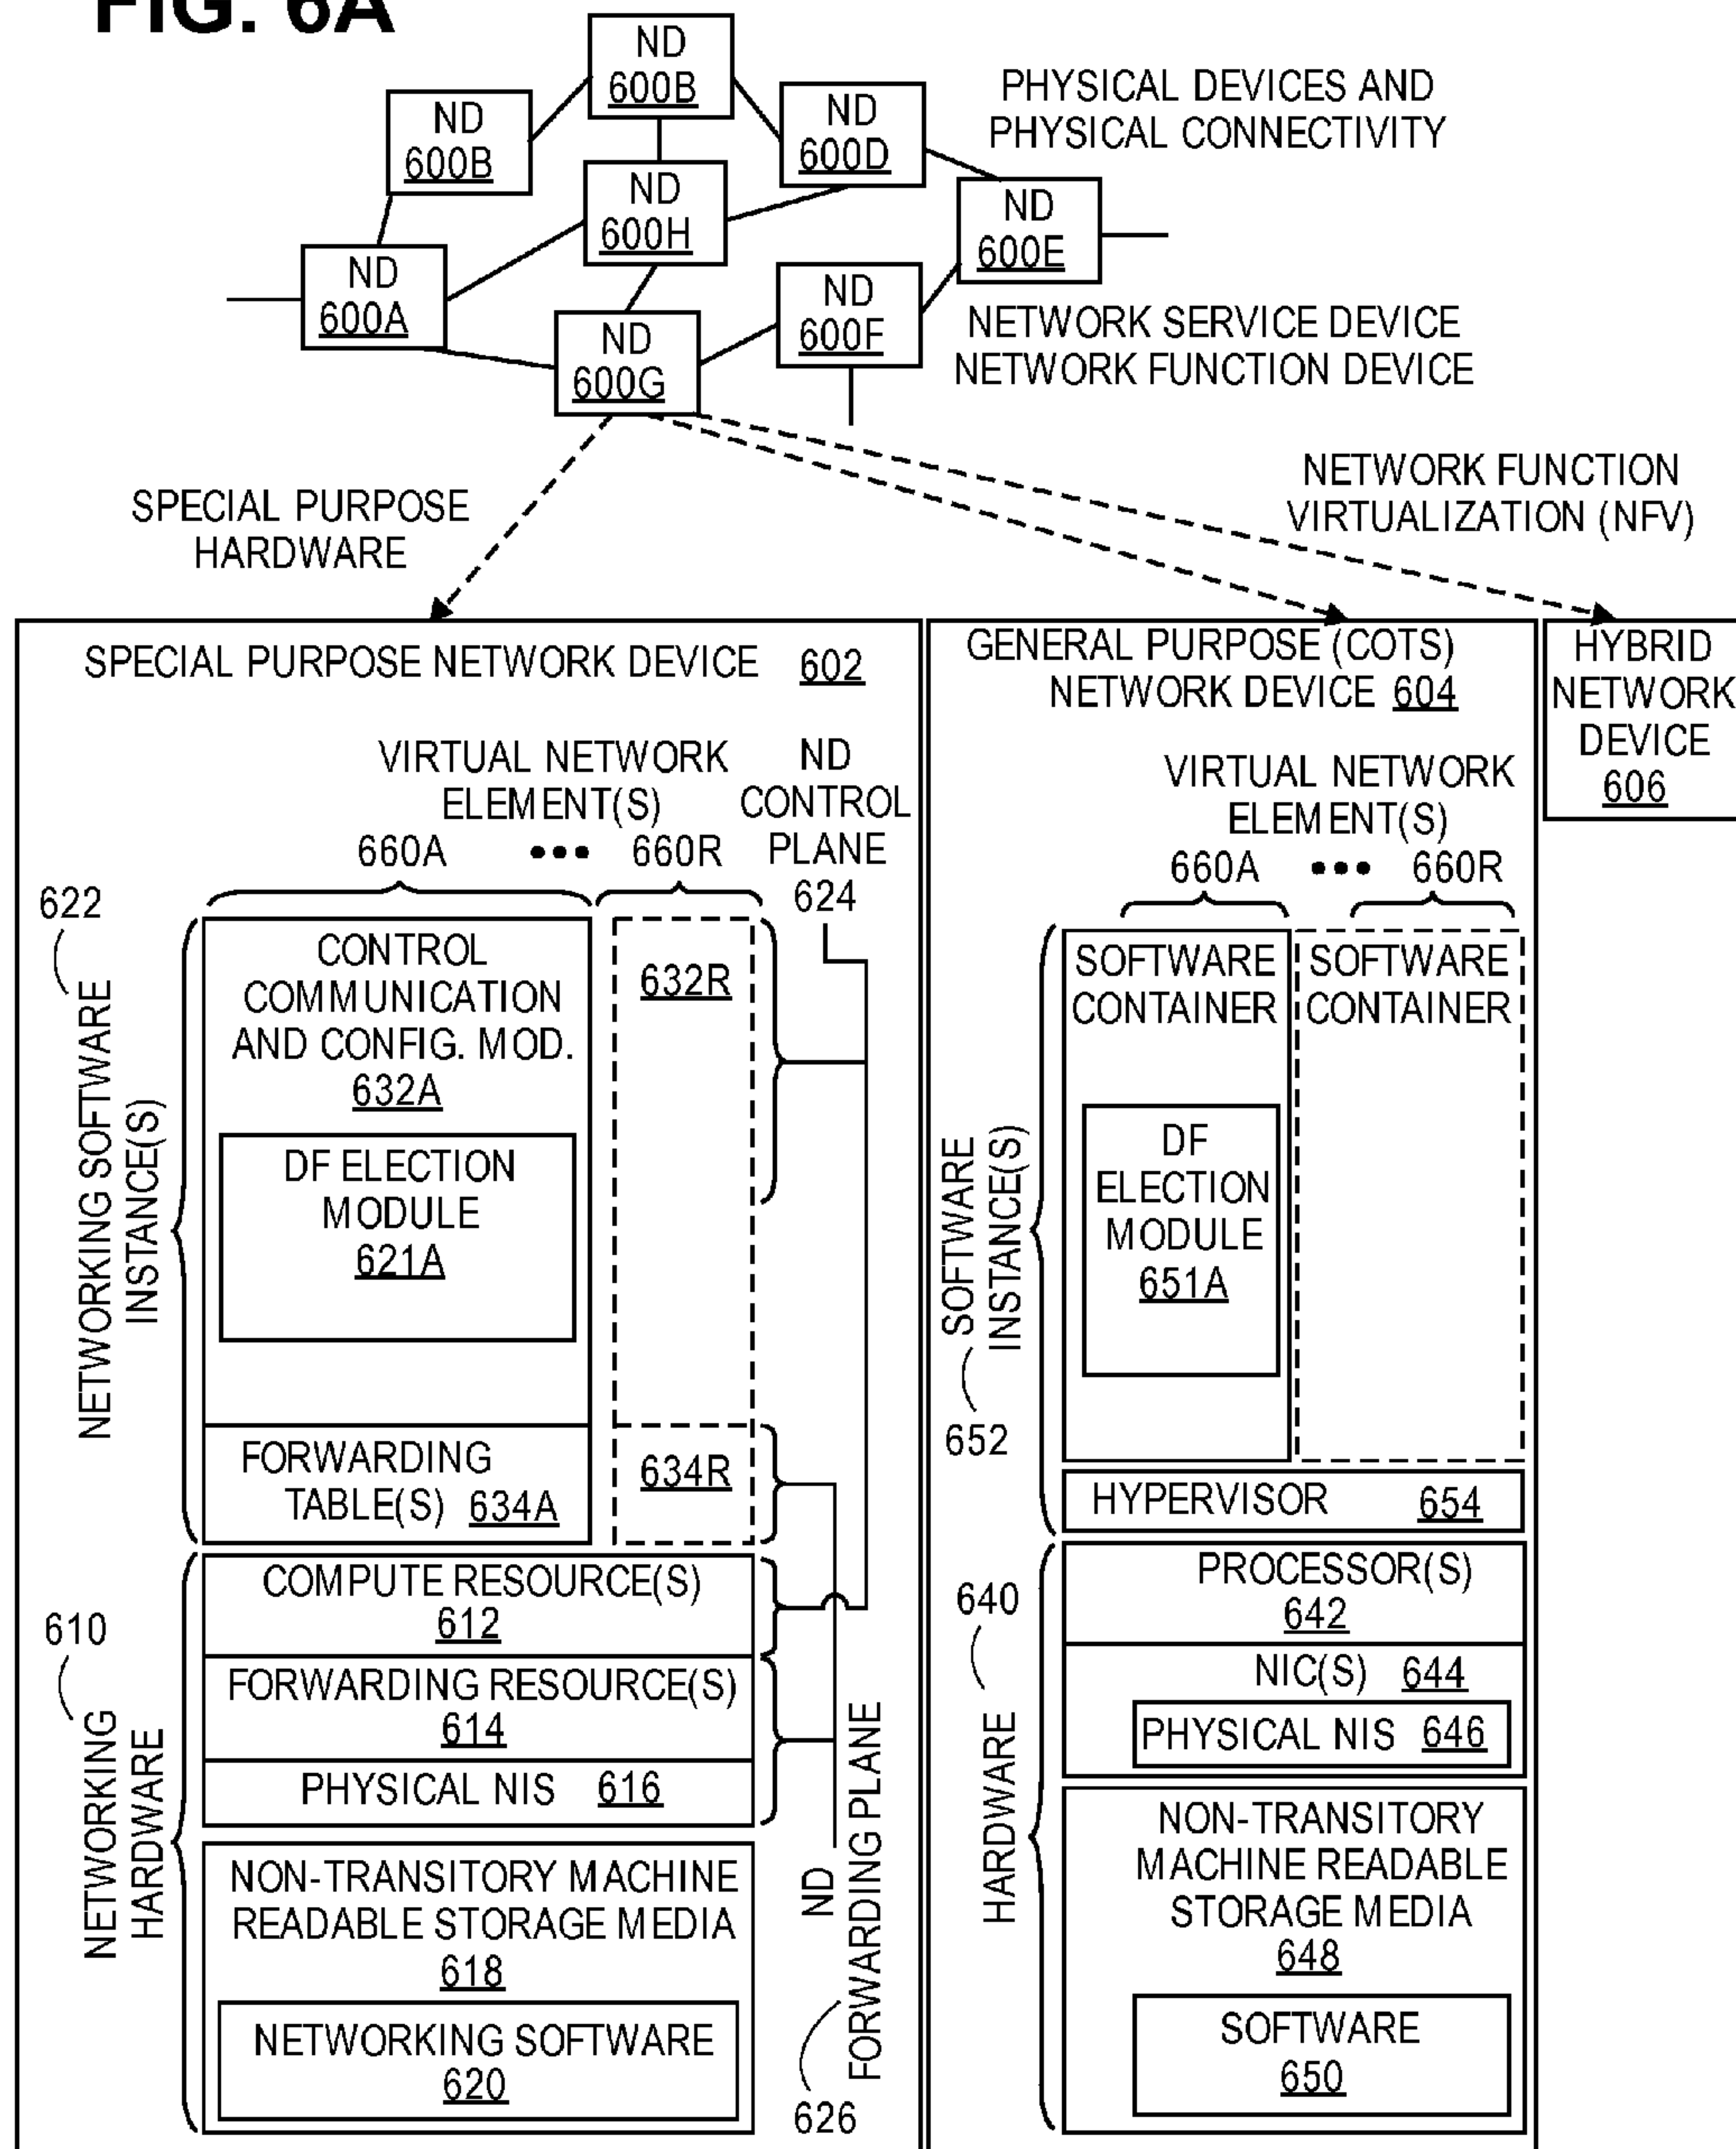 FIG. 6A
ND
600B
ND
600B
ND
600D
PHYSICAL DEVICES AND
PHYSICAL CONNECTIVITY
ND
600H
ND
600E
ND
600A
ND
600F
ND
600G
NETWORK SERVICE DEVICE
NETWORK FUNCTION DEVICE
SPECIAL PURPOSE
HARDWARE
NETWORK FUNCTION
VIRTUALIZATION (NFV)
SPECIAL PURPOSE NETWORK DEVICE 602
VIRTUAL NETWORK
ELEMENT(S)
660A ••• 660R
ND
CONTROL
PLANE
624
622
NETWORKING SOFTWARE
INSTANCE(S)
CONTROL
COMMUNICATION
AND CONFIG. MOD.
632A
632R
DF ELECTION
MODULE
621A
FORWARDING
TABLE(S) 634A
634R
610
NETWORKING
HARDWARE
COMPUTE RESOURCE(S)
612
FORWARDING RESOURCE(S)
614
PHYSICAL NIS 616
NON-TRANSITORY MACHINE
READABLE STORAGE MEDIA
618
NETWORKING SOFTWARE
620
ND
FORWARDING PLANE
626
GENERAL PURPOSE (COTS)
NETWORK DEVICE 604
VIRTUAL NETWORK
ELEMENT(S)
660A ••• 660R
SOFTWARE
CONTAINER
SOFTWARE
CONTAINER
DF
ELECTION
MODULE
651A
SOFTWARE
INSTANCE(S)
652
HYPERVISOR 654
640
HARDWARE
PROCESSOR(S)
642
NIC(S) 644
PHYSICAL NIS 646
NON-TRANSITORY
MACHINE READABLE
STORAGE MEDIA
648
SOFTWARE
650
HYBRID
NETWORK
DEVICE
606